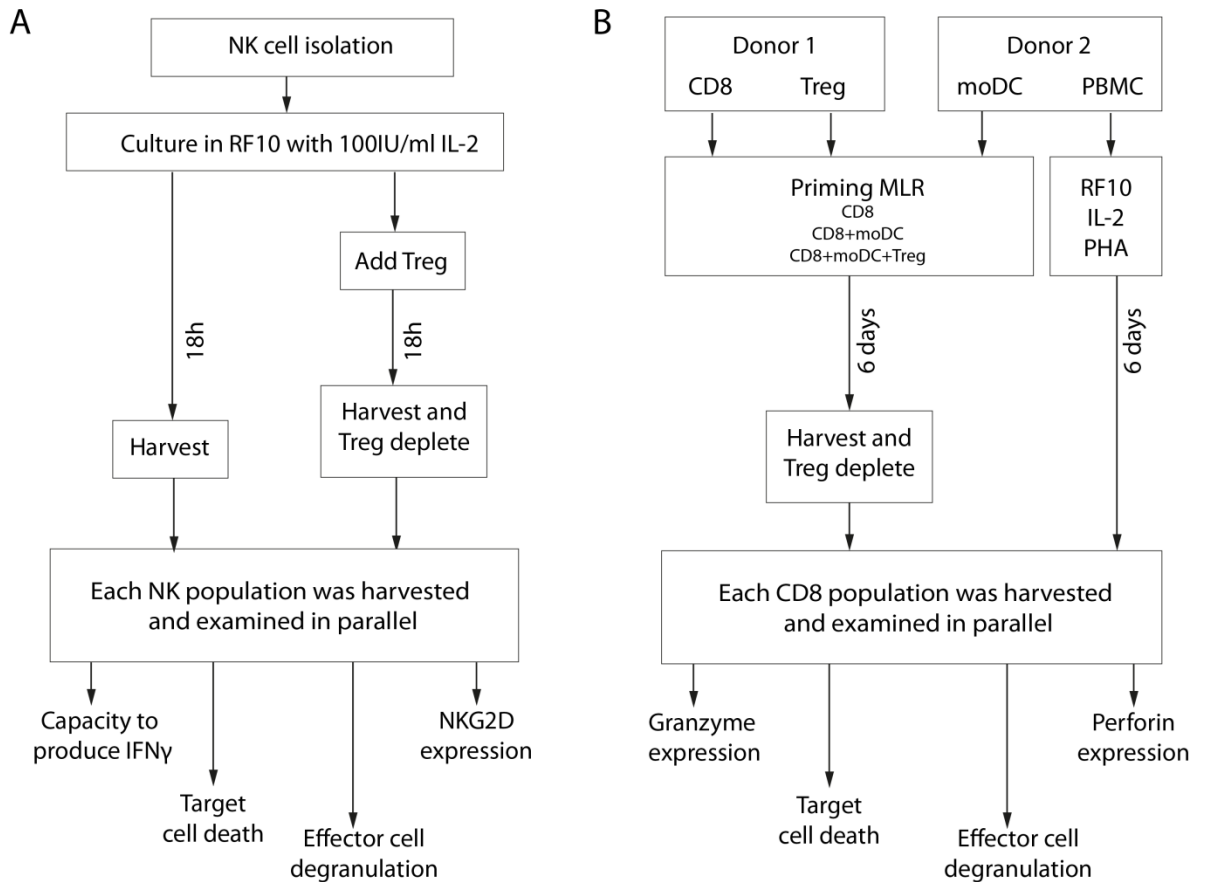 A
NK cell isolation
Culture in RF10 with 100IU/ml IL-2
Add Treg
18h
18h
Harvest
Harvest and
Treg deplete
Each NK population was harvested
and examined in parallel
Capacity to
produce IFNγ
NKG2D
expression
Target
cell death
Effector cell
degranulation
B
Donor 1
CD8 Treg
Donor 2
moDC PBMC
Priming MLR
CD8
CD8+moDC
CD8+moDC+Treg
RF10
IL-2
PHA
6 days
6 days
Harvest and
Treg deplete
Each CD8 population was harvested
and examined in parallel
Granzyme
expression
Perforin
expression
Target
cell death
Effector cell
degranulation